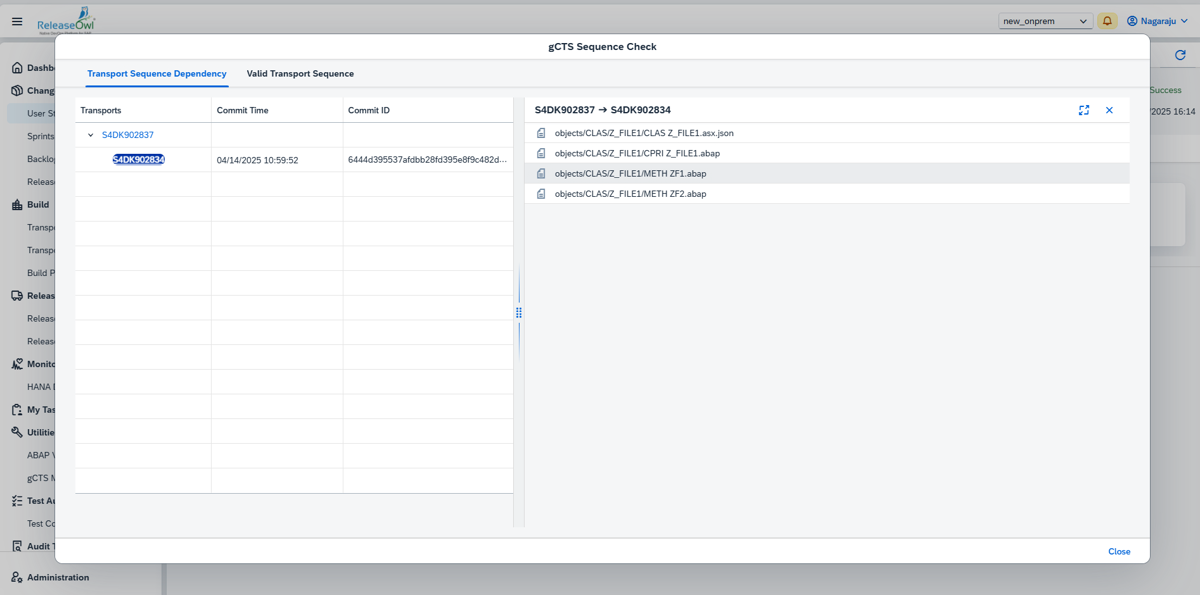 ReleaseOwl
new_onprem
Nagaraju
gCTS Sequence Check
Transport Sequence Dependency
Valid Transport Sequence
Transports
Commit Time
Commit ID
S4DK902837
S4DK902834
04/14/2025 10:59:52
6444d395537afdbb28fd395e8f9c482d...
S4DK902837 → S4DK902834
objects/CLAS/Z_FILE1/CLAS Z_FILE1.asx.json
objects/CLAS/Z_FILE1/CPRI Z_FILE1.abap
objects/CLAS/Z_FILE1/METH ZF1.abap
objects/CLAS/Z_FILE1/METH ZF2.abap
Close
Dashb
Chang
User St
Sprints
Backlo
Releas
Build
Transp
Transp
Build P
Releas
Releas
Releas
Monito
HANA
My Tas
Utilitie
ABAP V
gCTS M
Test Au
Test Co
Audit T
Administration
Success
/2025 16:14